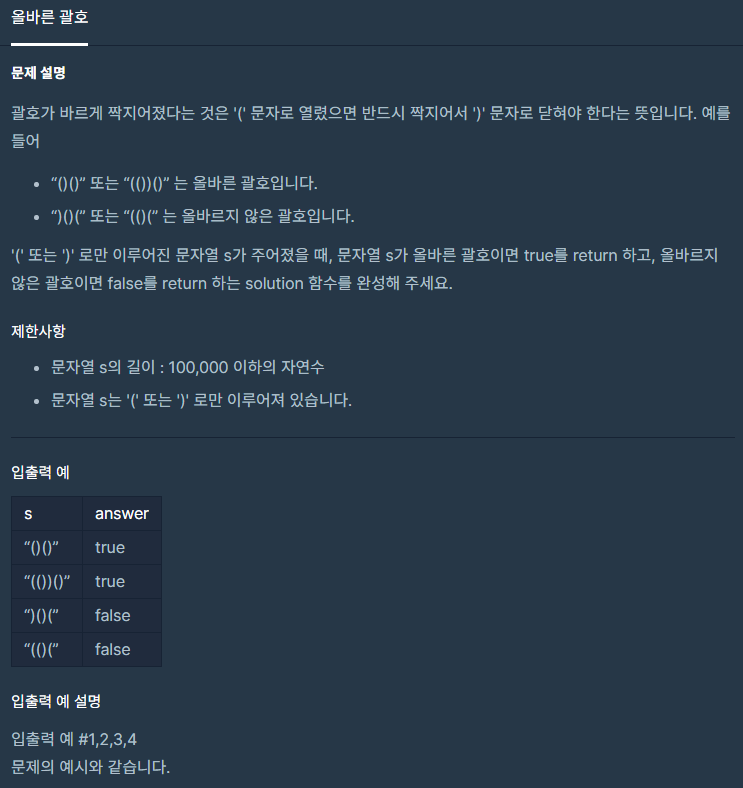 올바른 괄호
문제 설명
괄호가 바르게 짝지어졌다는 것은 '(' 문자로 열렸으면 반드시 짝지어서 ')' 문자로 닫혀야 한다는 뜻입니다. 예를
들어
• “()()” 또는 “(())()” 는 올바른 괄호입니다.
• “)()(” 또는 “(()(” 는 올바르지 않은 괄호입니다.
'(' 또는 ')' 로만 이루어진 문자열 s가 주어졌을 때, 문자열 s가 올바른 괄호이면 true를 return 하고, 올바르지
않은 괄호이면 false를 return 하는 solution 함수를 완성해 주세요.
제한사항
• 문자열 s의 길이 : 100,000 이하의 자연수
• 문자열 s는 '(' 또는 ')' 로만 이루어져 있습니다.
입출력 예
s answer
“()()” true
“(())()” true
“)()(” false
“(()(” false
입출력 예 설명
입출력 예 #1,2,3,4
문제의 예시와 같습니다.